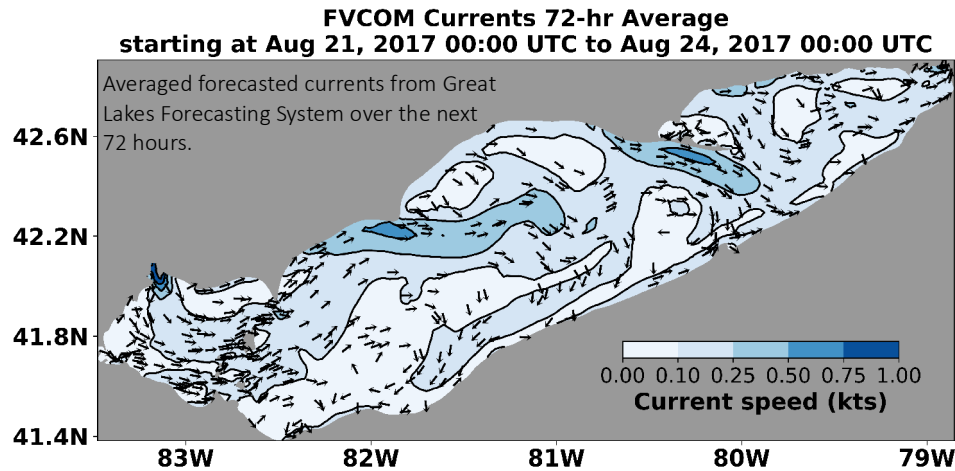 FVCOM Currents 72-hr Average
starting at Aug 21, 2017 00:00 UTC to Aug 24, 2017 00:00 UTC
Averaged forecasted currents from Great
Lakes Forecasting System over the next
72 hours.
42.6N
42.2N
41.8N
41.4N
0.00 0.10 0.25 0.50 0.75 1.00
Current speed (kts)
83W 82W 81W 80W 79W